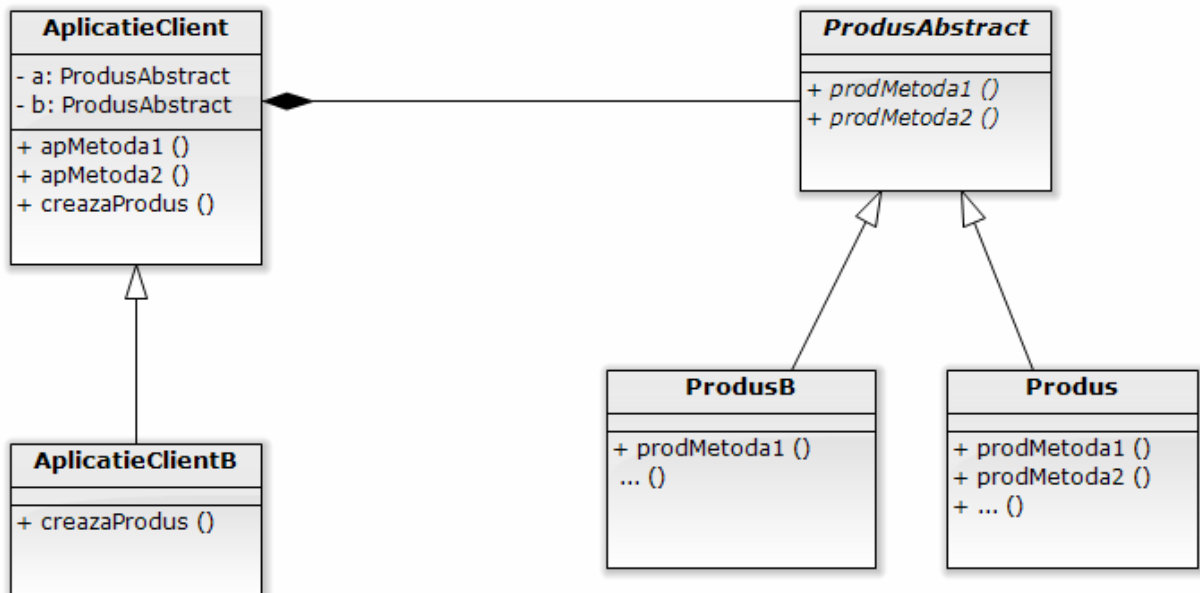 AplicatieClient
- a: ProdusAbstract
- b: ProdusAbstract
+ apMetoda1 ()
+ apMetoda2 ()
+ creazaProdus ()
ProdusAbstract
+ prodMetoda1 ()
+ prodMetoda2 ()
AplicatieClientB
+ creazaProdus ()
ProdusB
+ prodMetoda1 ()
... ()
Produs
+ prodMetoda1 ()
+ prodMetoda2 ()
+ ... ()